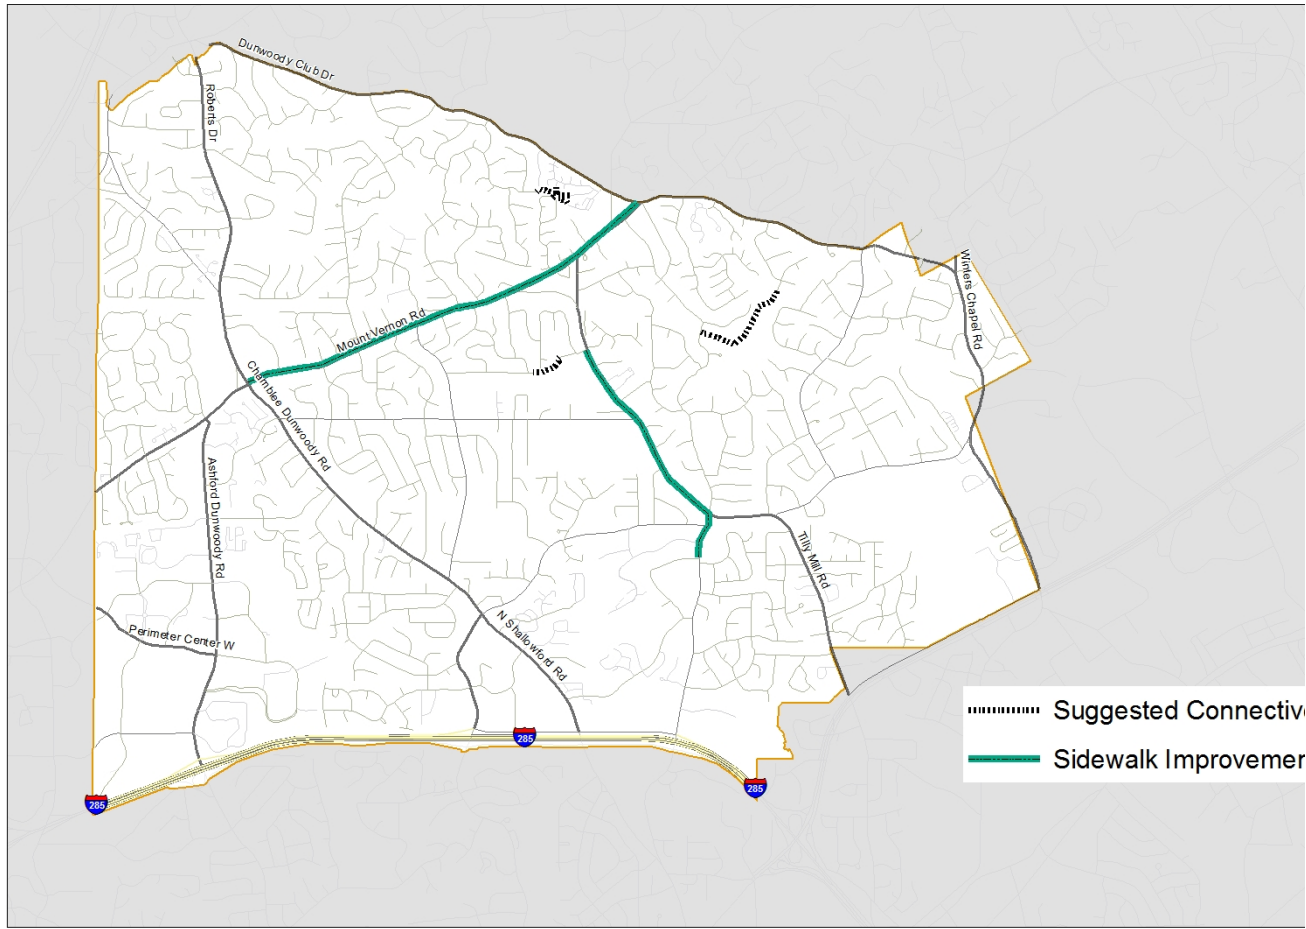 Dunwoody Club Dr
Roberts Dr
Mount Vernon Rd
Winters Chapel Rd
Chamblee Dunwoody Rd
Ashford Dunwoody Rd
Tilly Mill Rd
N Shallowford Rd
Perimeter Center W
Suggested Connective
Sidewalk Improvemen
285
285
285